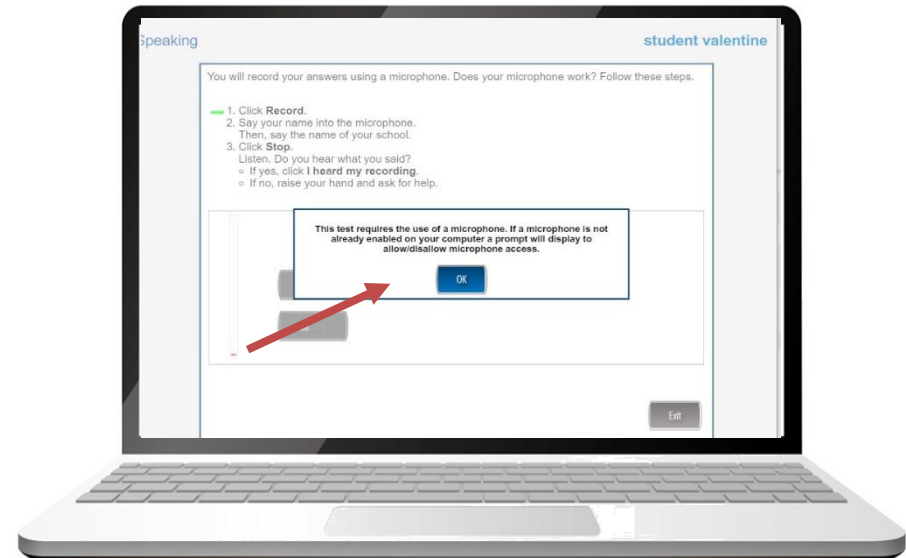 Speaking
student valentine
You will record your answers using a microphone. Does your microphone work? Follow these steps.
1. Click Record.
2. Say your name into the microphone.
Then, say the name of your school.
3. Click Stop.
Listen. Do you hear what you said?
◦ If yes, click I heard my recording.
◦ If no, raise your hand and ask for help.
This test requires the use of a microphone. If a microphone is not
already enabled on your computer a prompt will display to
allow/disallow microphone access.
OK
Exit